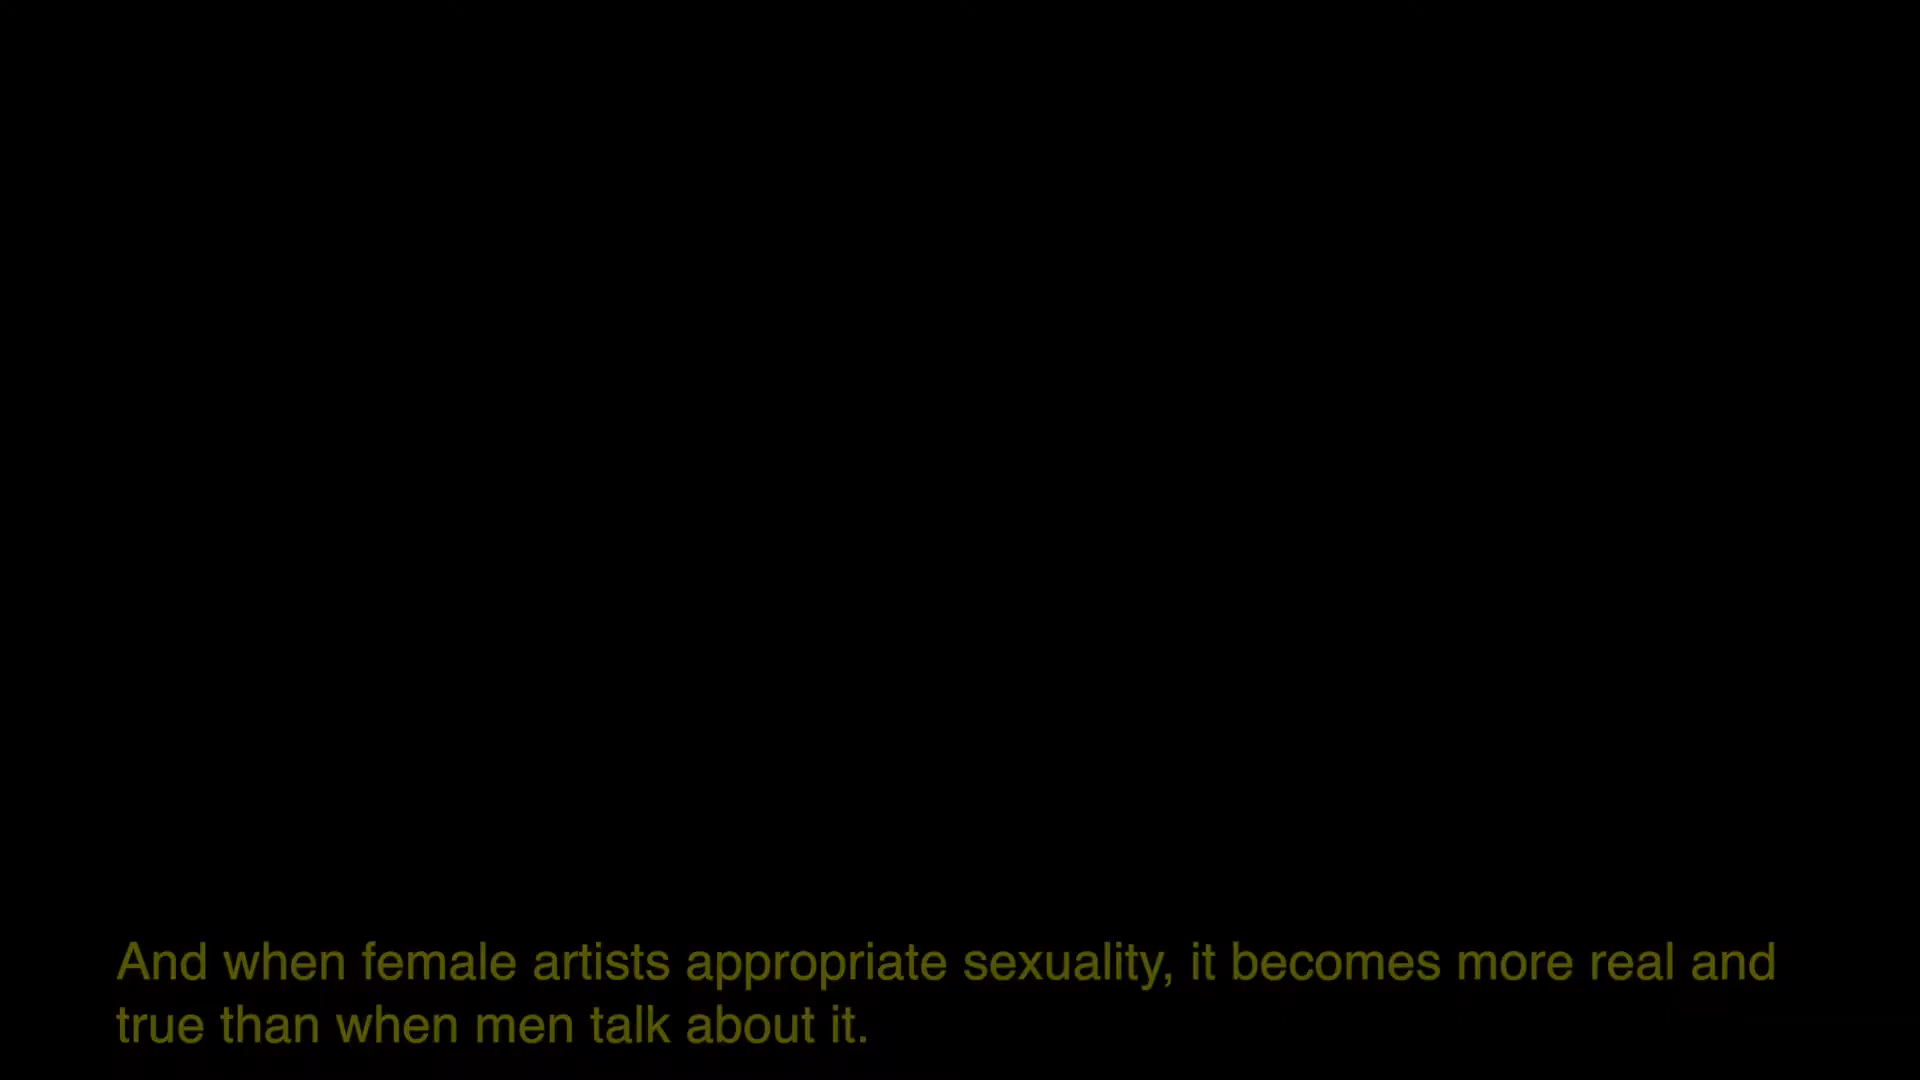 And when female artists appropriate sexuality, it becomes more real and
true than when men talk about it.